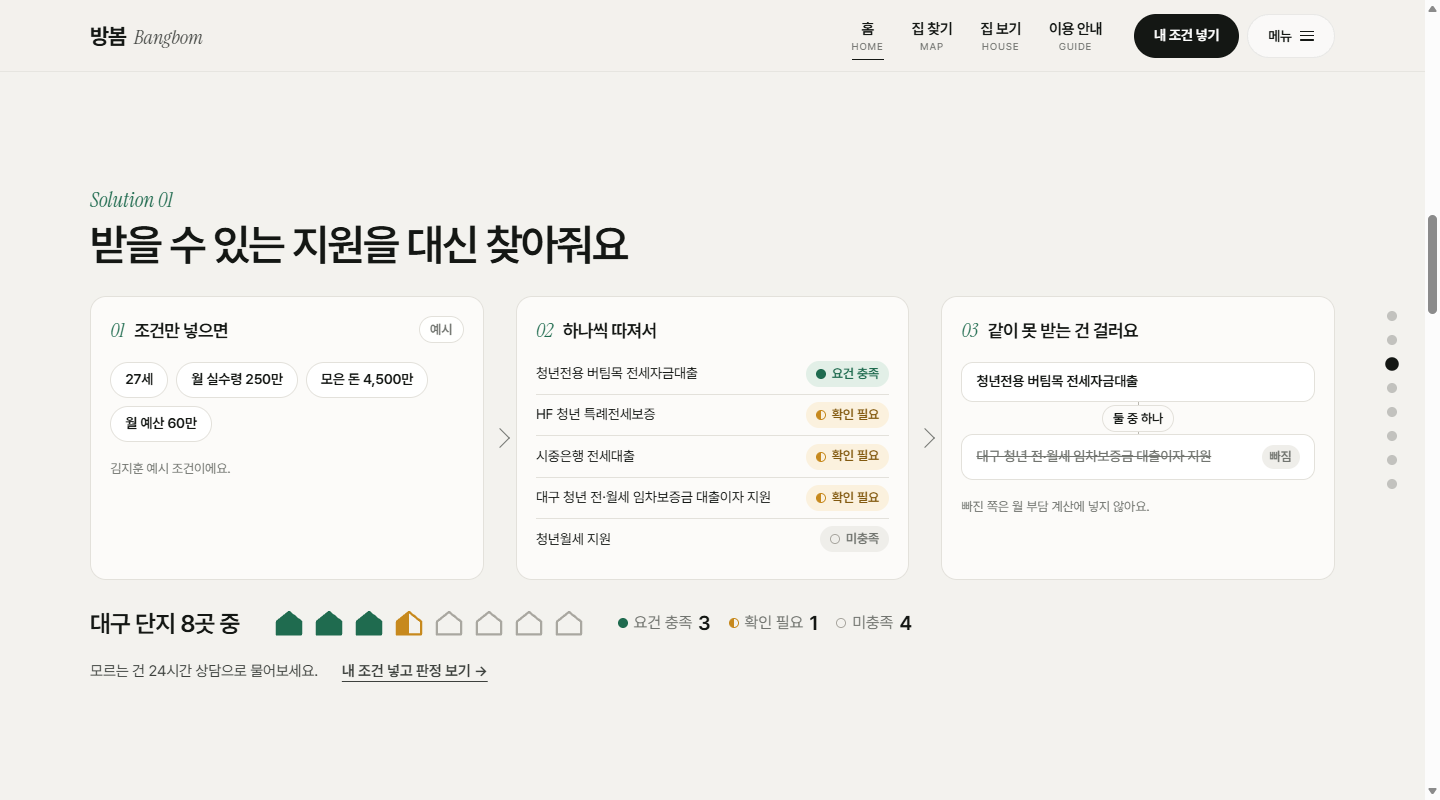 방봄 Bangbom
홈
HOME
집 찾기
MAP
집 보기
HOUSE
이용 안내
GUIDE
내 조건 넣기
메뉴
Solution 01
받을 수 있는 지원을 대신 찾아줘요
01 조건만 넣으면
예시
27세
월 실수령 250만
모은 돈 4,500만
월 예산 60만
김지훈 예시 조건이에요.
02 하나씩 따져서
청년전용 버팀목 전세자금대출 요건 충족
HF 청년 특례전세보증 확인 필요
시중은행 전세대출 확인 필요
대구 청년 전·월세 임차보증금 대출이자 지원 확인 필요
청년월세 지원 미충족
03 같이 못 받는 건 걸러요
청년전용 버팀목 전세자금대출
둘 중 하나
대구 청년 전·월세 임차보증금 대출이자 지원 빠짐
빠진 쪽은 월 부담 계산에 넣지 않아요.
대구 단지 8곳 중
요건 충족 3
확인 필요 1
미충족 4
모르는 건 24시간 상담으로 물어보세요.
내 조건 넣고 판정 보기 →